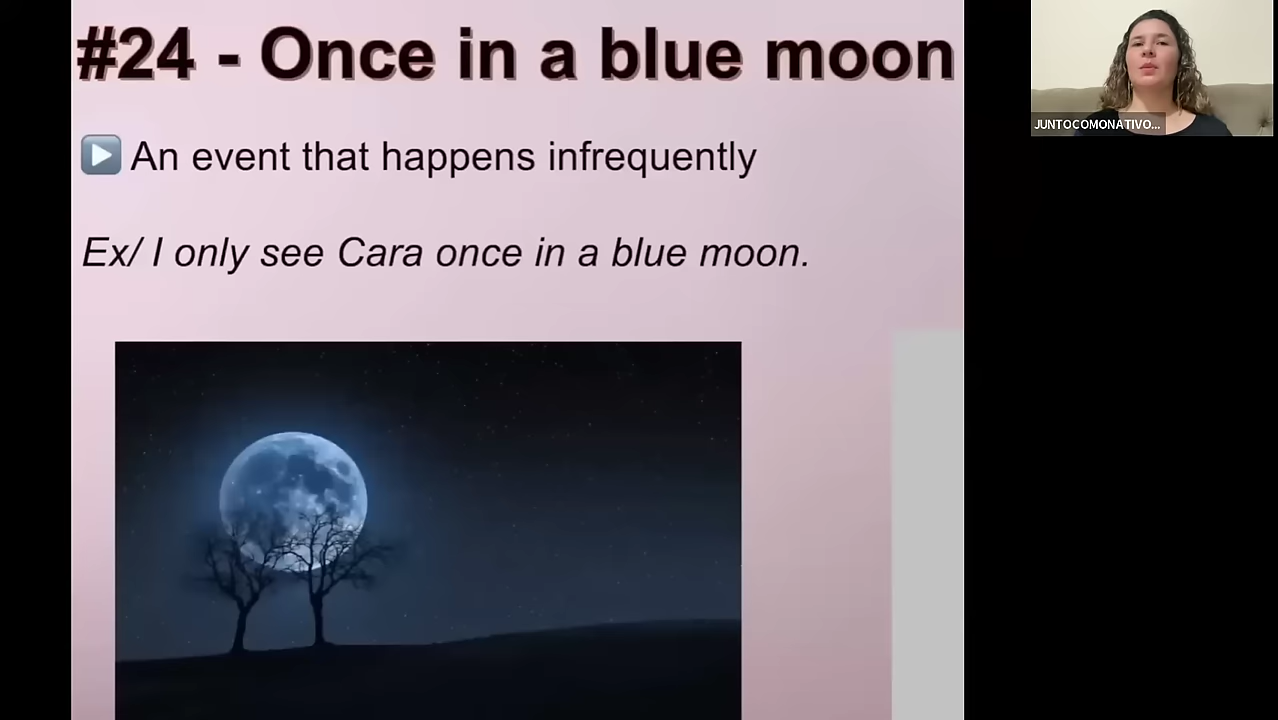 #24 - Once in a blue moon
An event that happens infrequently
Ex/ I only see Cara once in a blue moon.
JUNTOCOMONATIVO...